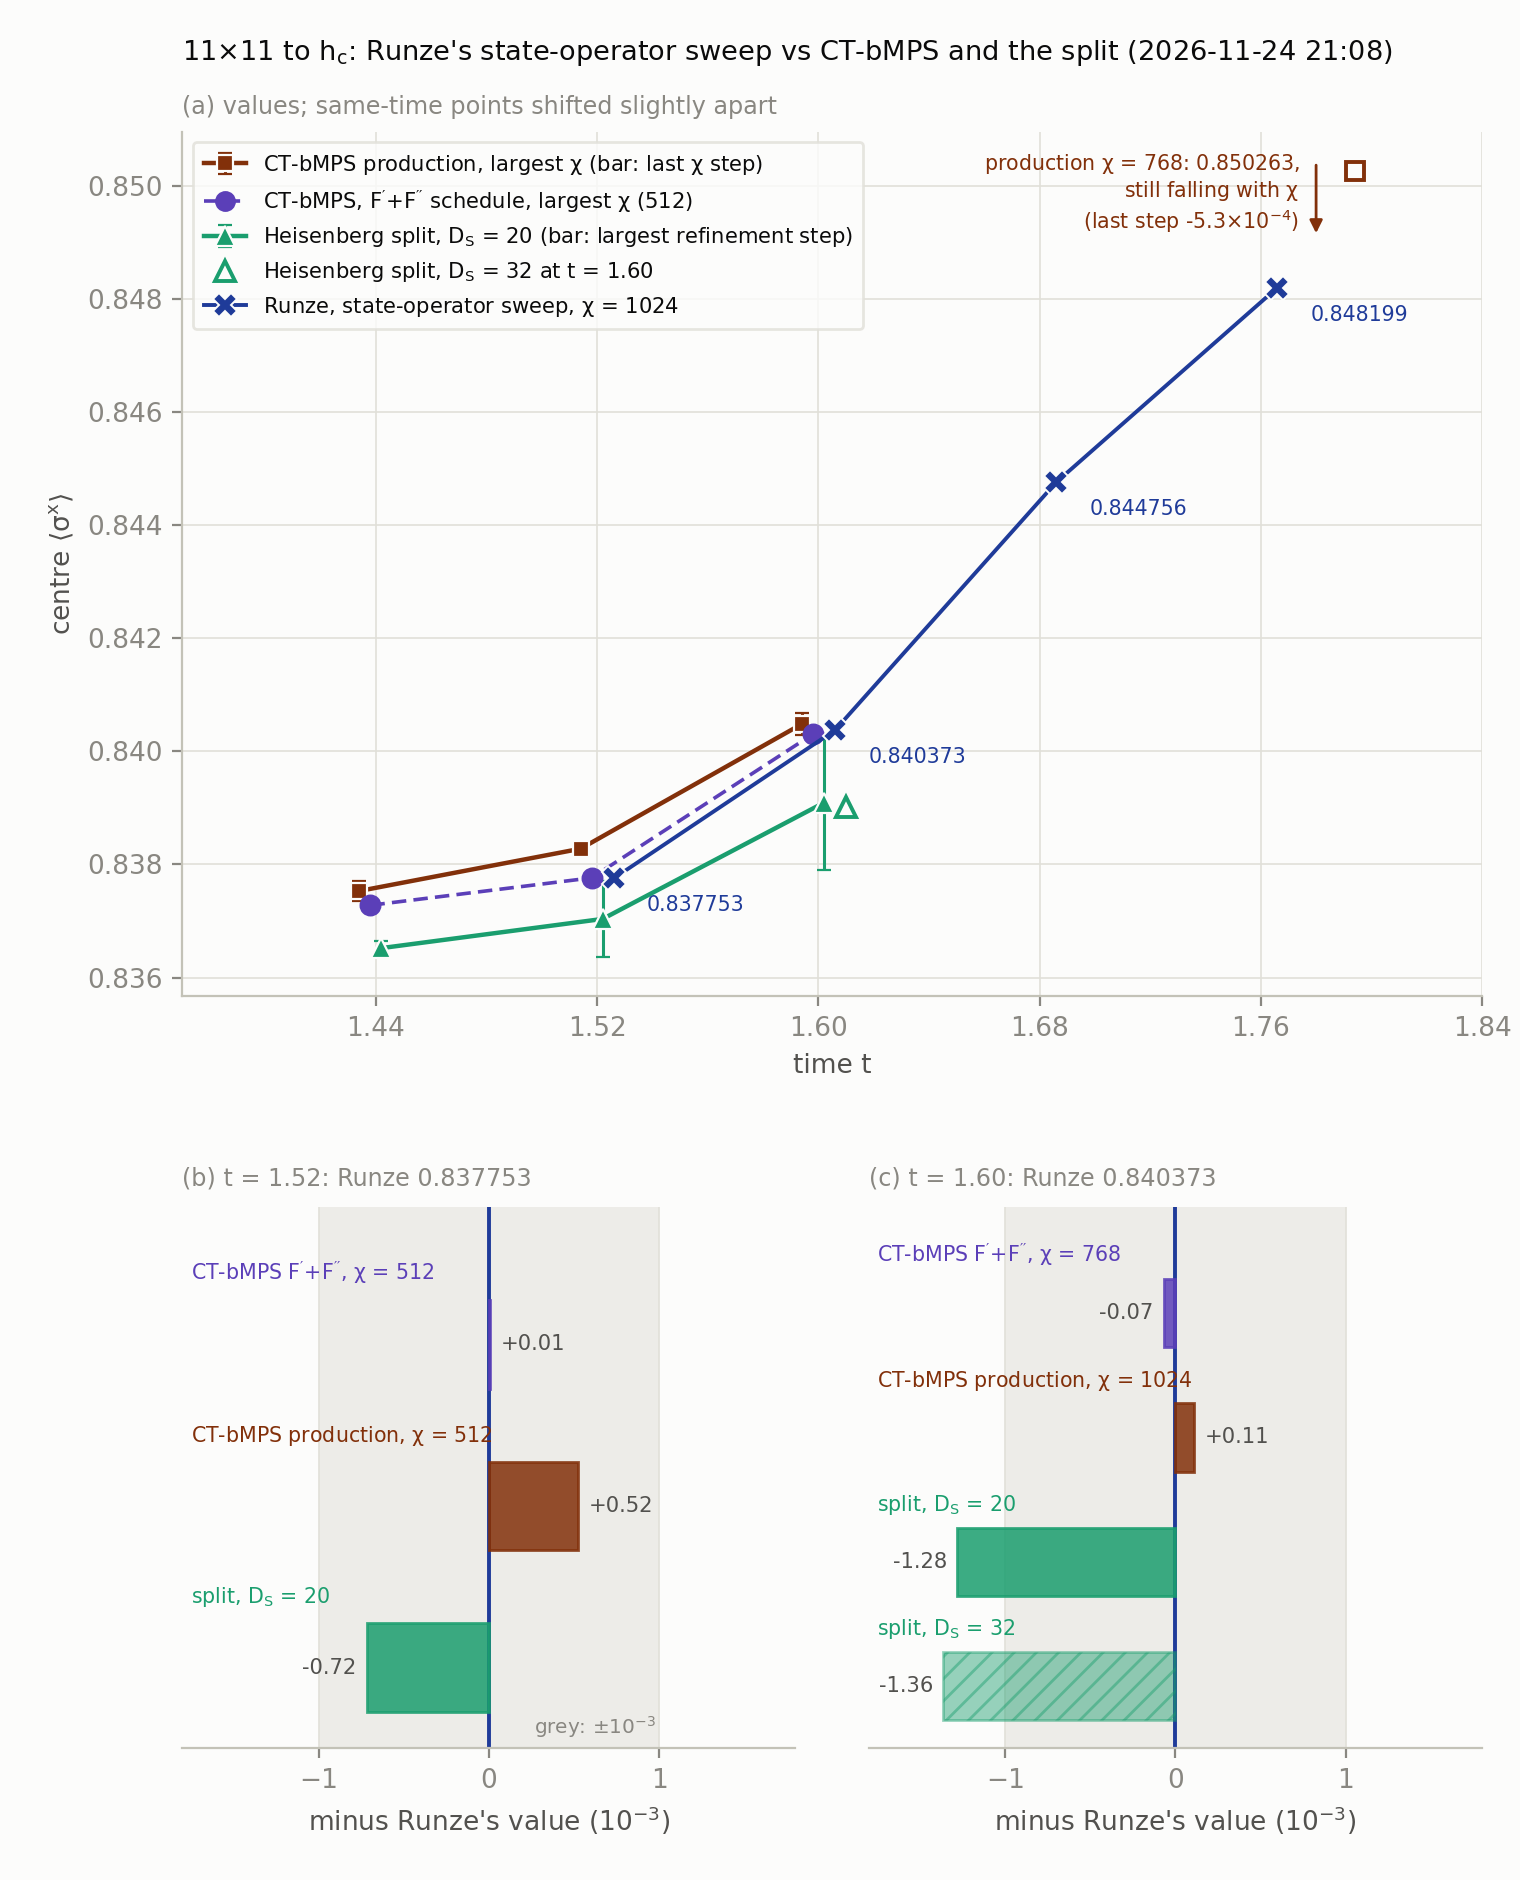 11×11 to h_c: Runze's state-operator sweep vs CT-bMPS and the split (2026-11-24 21:08)
(a) values; same-time points shifted slightly apart
CT-bMPS production, largest χ (bar: last χ step)
CT-bMPS, F′+F″ schedule, largest χ (512)
Heisenberg split, D_S = 20 (bar: largest refinement step)
Heisenberg split, D_S = 32 at t = 1.60
Runze, state-operator sweep, χ = 1024
production χ = 768: 0.850263,
still falling with χ
(last step -5.3×10⁻⁴)
0.848199
0.844756
0.840373
0.837753
0.850
0.848
0.846
0.844
0.842
0.840
0.838
0.836
centre ⟨σˣ⟩
1.44 1.52 1.60 1.68 1.76 1.84
time t
(b) t = 1.52: Runze 0.837753
CT-bMPS F′+F″, χ = 512
+0.01
CT-bMPS production, χ = 512
+0.52
split, D_S = 20
-0.72
grey: ±10⁻³
−1 0 1
minus Runze's value (10⁻³)
(c) t = 1.60: Runze 0.840373
CT-bMPS F′+F″, χ = 768
-0.07
CT-bMPS production, χ = 1024
+0.11
split, D_S = 20
-1.28
split, D_S = 32
-1.36
−1 0 1
minus Runze's value (10⁻³)